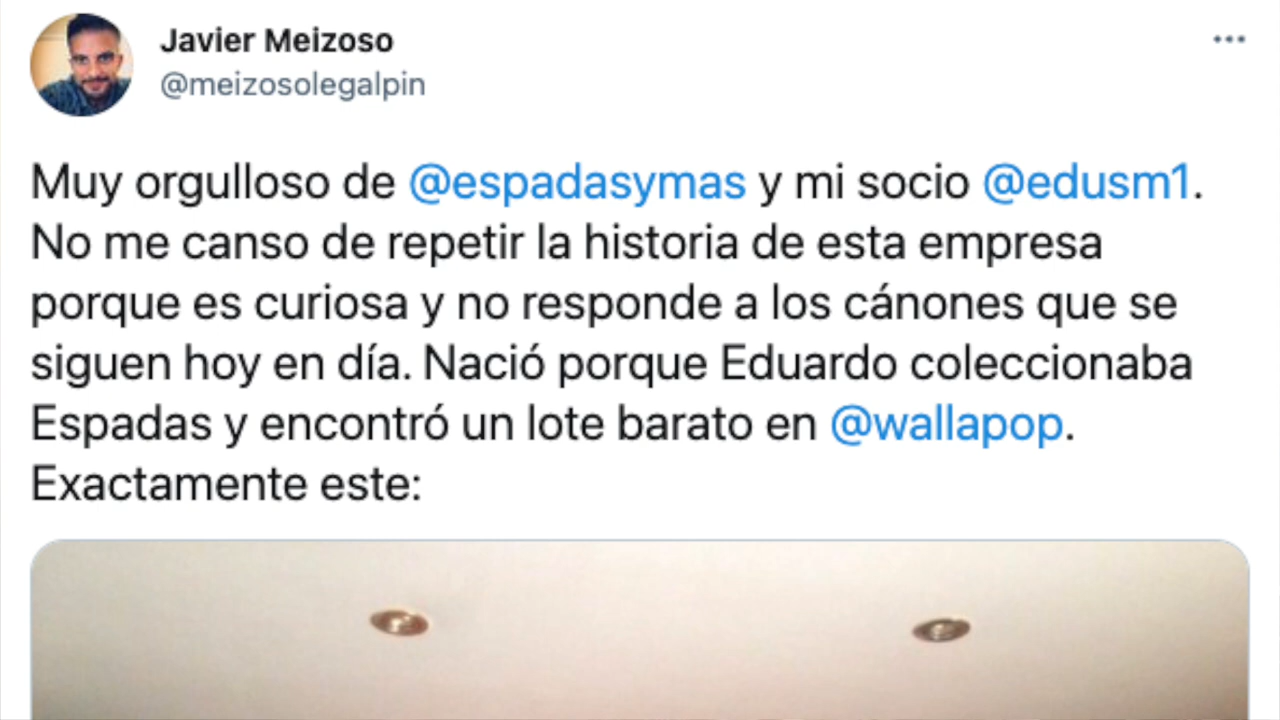 Javier Meizoso
@meizosolegalpin
Muy orgulloso de @espadasymas y mi socio @edusm1.
No me canso de repetir la historia de esta empresa
porque es curiosa y no responde a los cánones que se
siguen hoy en día. Nació porque Eduardo coleccionaba
Espadas y encontró un lote barato en @wallapop.
Exactamente este: